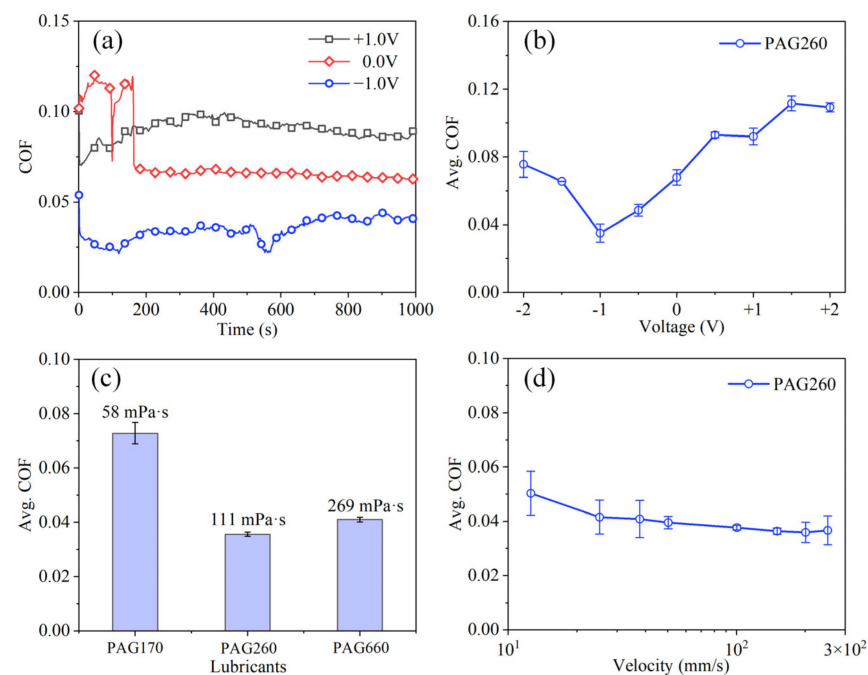 (a)
+1.0V
0.0V
−1.0V
COF
0.15
0.10
0.05
0.00
0
200
400
600
800
1000
Time (s)
(b)
PAG260
Avg. COF
0.16
0.12
0.08
0.04
0.00
-2
-1
0
+1
+2
Voltage (V)
(c)
58 mPa·s
111 mPa·s
269 mPa·s
Avg. COF
0.10
0.08
0.06
0.04
0.02
0.00
PAG170
PAG260
PAG660
Lubricants
(d)
PAG260
Avg. COF
0.10
0.08
0.06
0.04
0.02
0.00
10¹
10²
3×10²
Velocity (mm/s)